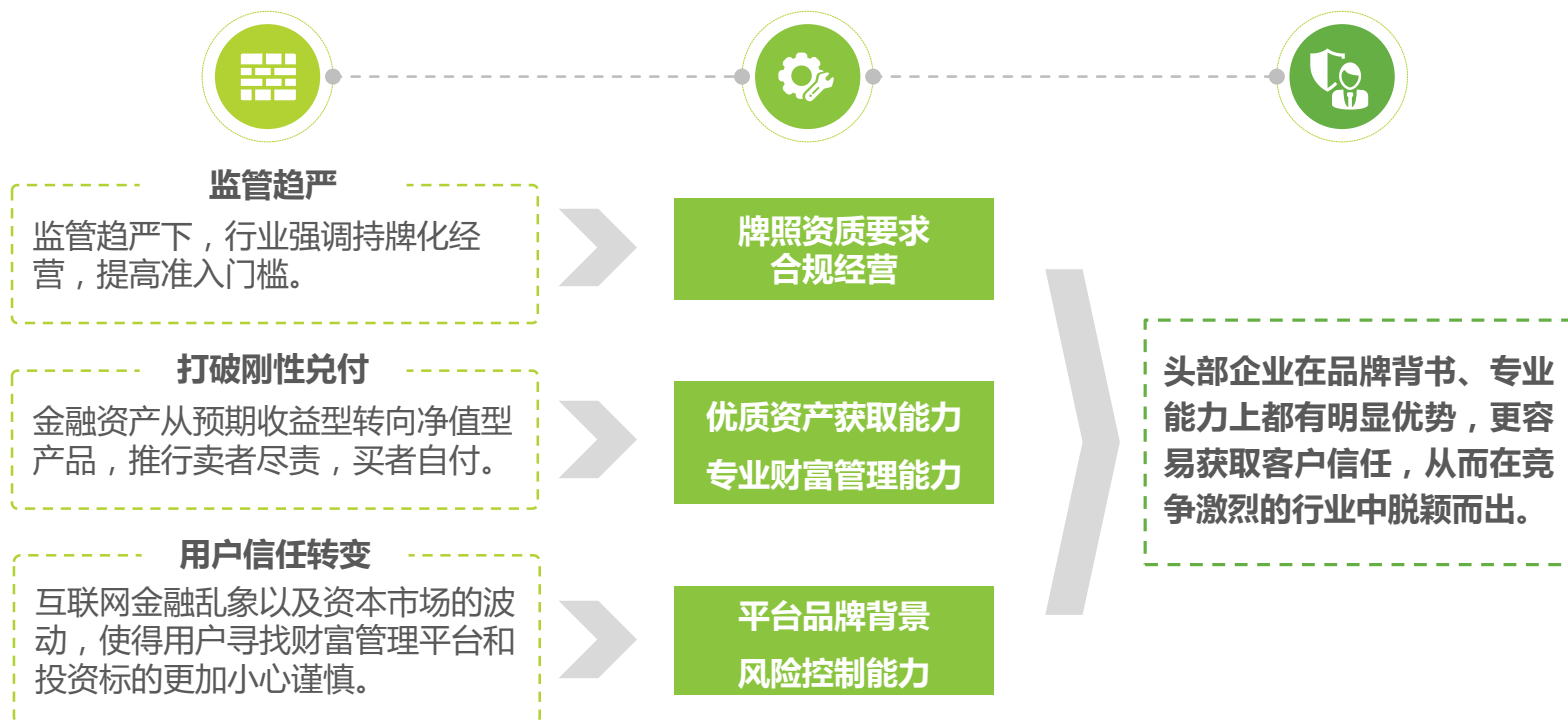 监管趋严
监管趋严下，行业强调持牌化经
营，提高准入门槛。
牌照资质要求
合规经营
打破刚性兑付
金融资产从预期收益型转向净值型
产品，推行卖者尽责，买者自付。
优质资产获取能力
专业财富管理能力
用户信任转变
互联网金融乱象以及资本市场的波
动，使得用户寻找财富管理平台和
投资标的更加小心谨慎。
平台品牌背景
风险控制能力
头部企业在品牌背书、专业
能力上都有明显优势，更容
易获取客户信任，从而在竞
争激烈的行业中脱颖而出。